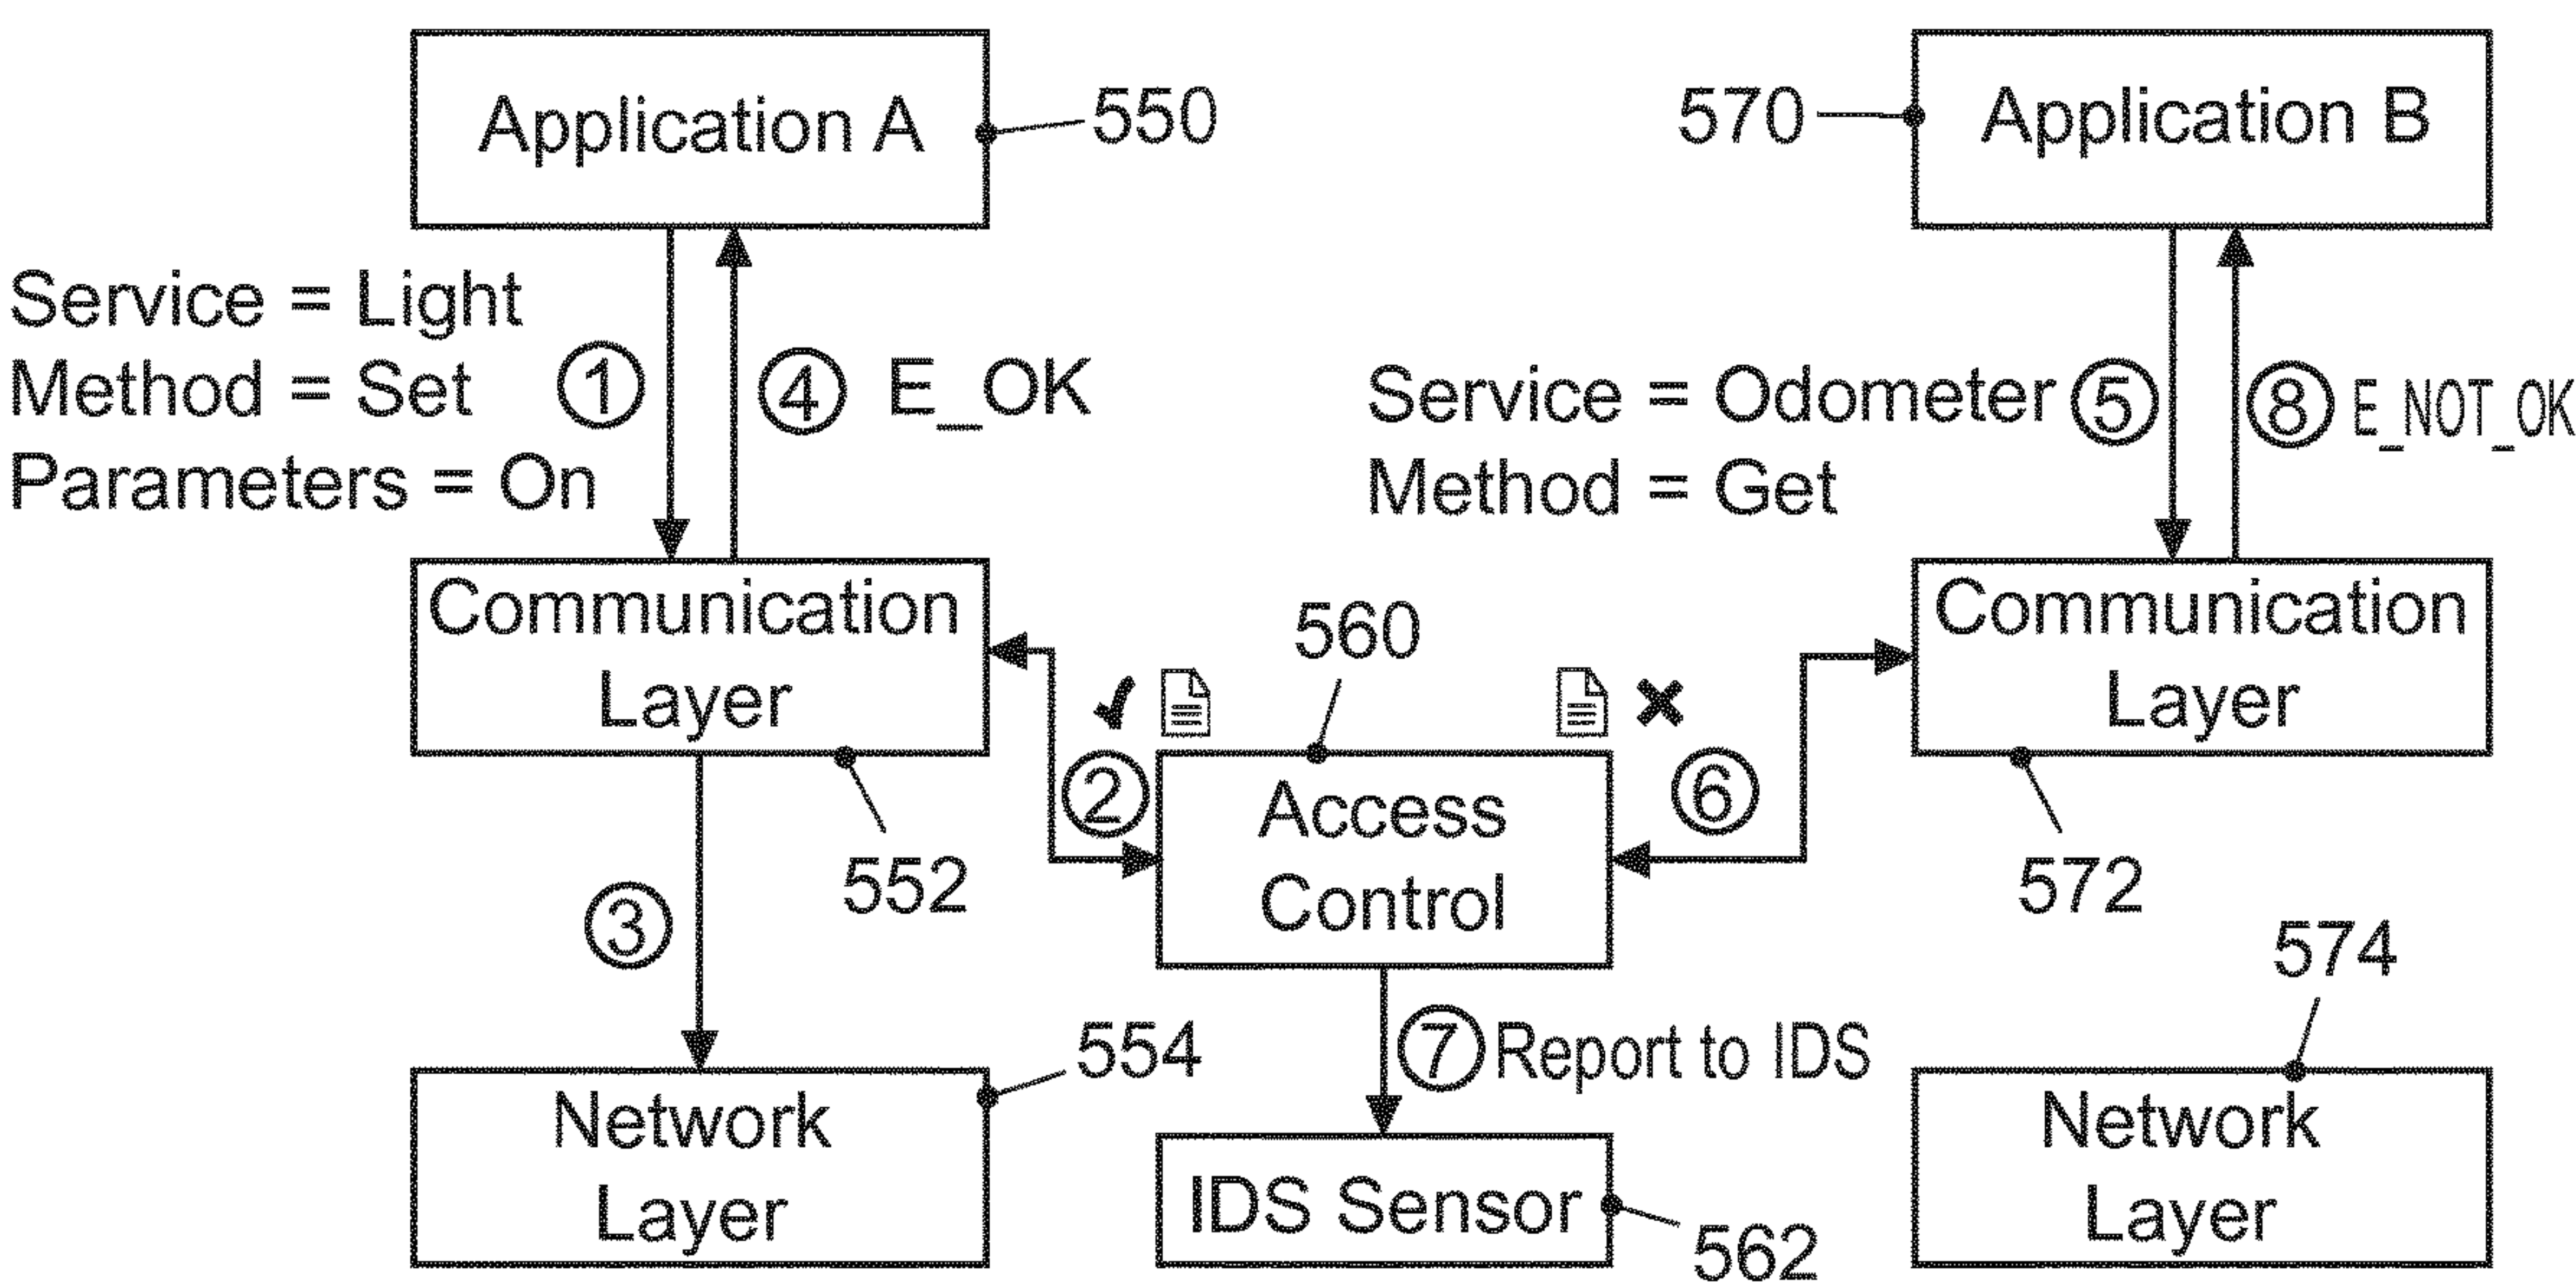 Application A
550
570
Application B
Service = Light
Method = Set
Parameters = On
1
4
E_OK
Service = Odometer
Method = Get
5
8
E_NOT_OK
Communication
Layer
552
560
2
6
Access
Control
Communication
Layer
572
3
7
Report to IDS
554
Network
Layer
IDS Sensor
562
574
Network
Layer